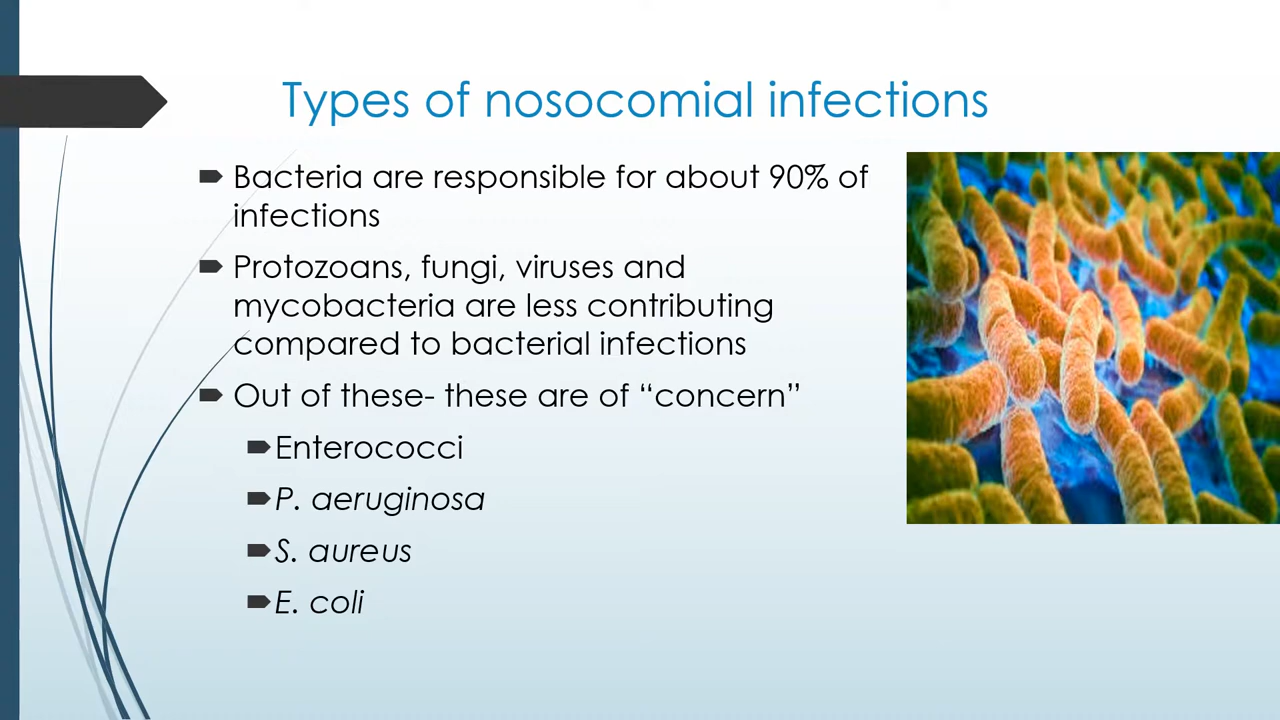 Types of nosocomial infections
Bacteria are responsible for about 90% of
infections
Protozoans, fungi, viruses and
mycobacteria are less contributing
compared to bacterial infections
Out of these- these are of “concern”
Enterococci
P. aeruginosa
S. aureus
E. coli